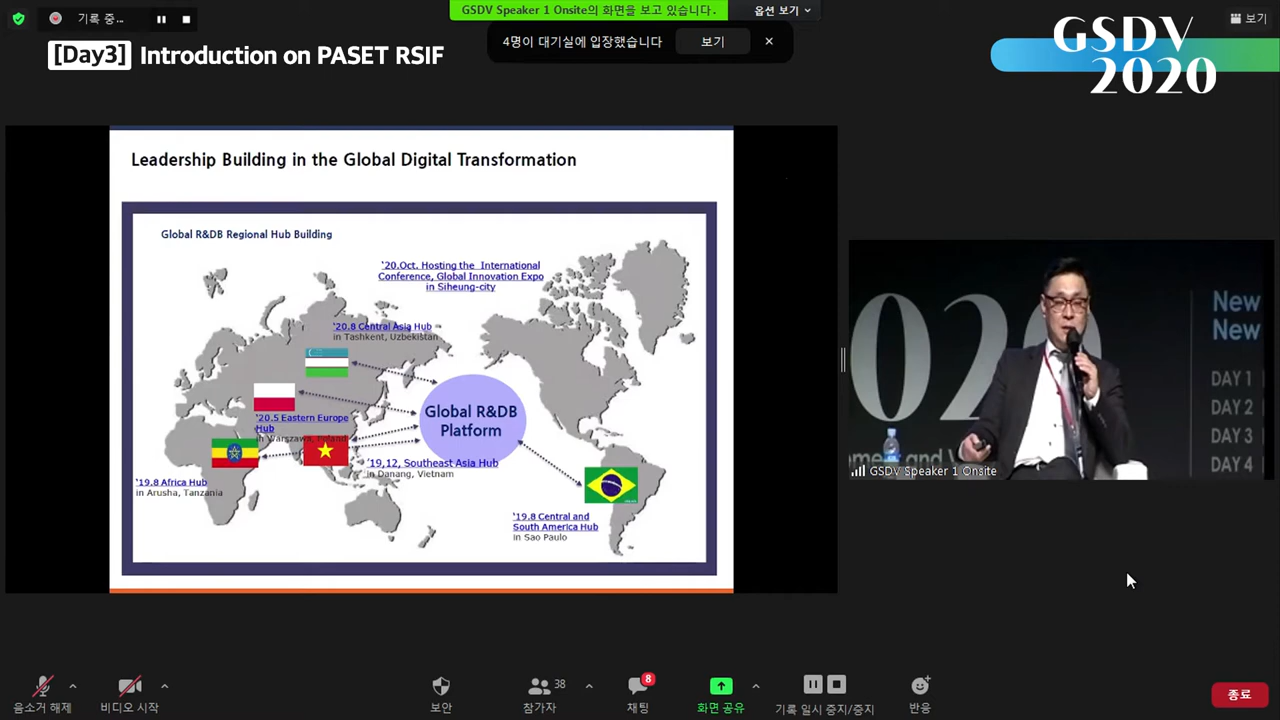 기록 중...
GSDV Speaker 1 Onsite의 화면을 보고 있습니다.
옵션 보기
4명이 대기실에 입장했습니다
보기
보기
[Day3] Introduction on PASET RSIF
GSDV
2020
Leadership Building in the Global Digital Transformation
Global R&DB Regional Hub Building
'20.Oct. Hosting the International
Conference, Global Innovation Expo
in Siheung-city
'20.8 Central Asia Hub
in Tashkent, Uzbekistan
'20.5 Eastern Europe
Hub
in Warszawa, Poland
Global R&DB
Platform
'19,12, Southeast Asia Hub
in Danang, Vietnam
'19.8 Africa Hub
in Arusha, Tanzania
'19.8 Central and
South America Hub
in Sao Paulo
020
New
New
DAY 1
DAY 2
DAY 3
DAY 4
GSDV Speaker 1 Onsite
음소거 해제
비디오 시작
보안
38
참가자
8
채팅
화면 공유
기록 일시 중지/중지
반응
종료